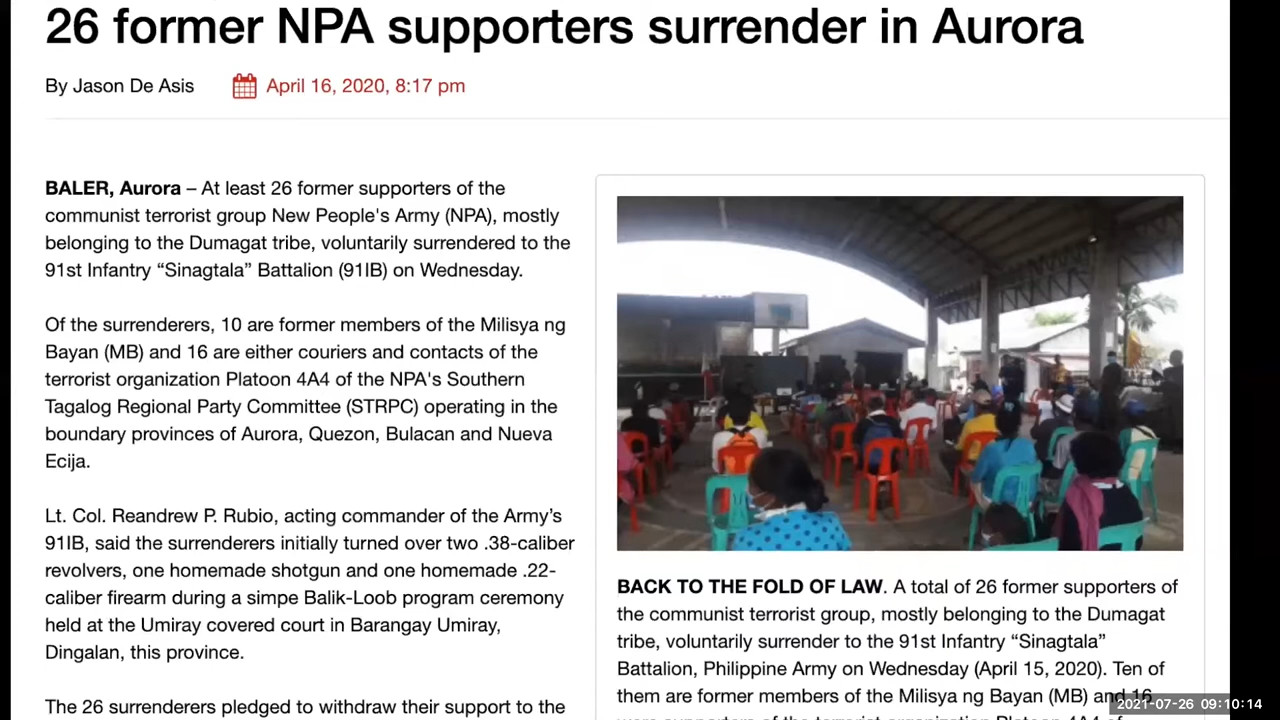 26 former NPA supporters surrender in Aurora
By Jason De Asis
April 16, 2020, 8:17 pm
BALER, Aurora – At least 26 former supporters of the
communist terrorist group New People's Army (NPA), mostly
belonging to the Dumagat tribe, voluntarily surrendered to the
91st Infantry “Sinagtala” Battalion (91IB) on Wednesday.
Of the surrenderers, 10 are former members of the Milisya ng
Bayan (MB) and 16 are either couriers and contacts of the
terrorist organization Platoon 4A4 of the NPA's Southern
Tagalog Regional Party Committee (STRPC) operating in the
boundary provinces of Aurora, Quezon, Bulacan and Nueva
Ecija.
Lt. Col. Reandrew P. Rubio, acting commander of the Army’s
91IB, said the surrenderers initially turned over two .38-caliber
revolvers, one homemade shotgun and one homemade .22-
caliber firearm during a simpe Balik-Loob program ceremony
held at the Umiray covered court in Barangay Umiray,
Dingalan, this province.
The 26 surrenderers pledged to withdraw their support to the
BACK TO THE FOLD OF LAW. A total of 26 former supporters of
the communist terrorist group, mostly belonging to the Dumagat
tribe, voluntarily surrender to the 91st Infantry “Sinagtala”
Battalion, Philippine Army on Wednesday (April 15, 2020). Ten of
them are former members of the Milisya ng Bayan (MB) and 16
were supporters of the terrorist organization Platoon 4A4 of
2021-07-26 09:10:14